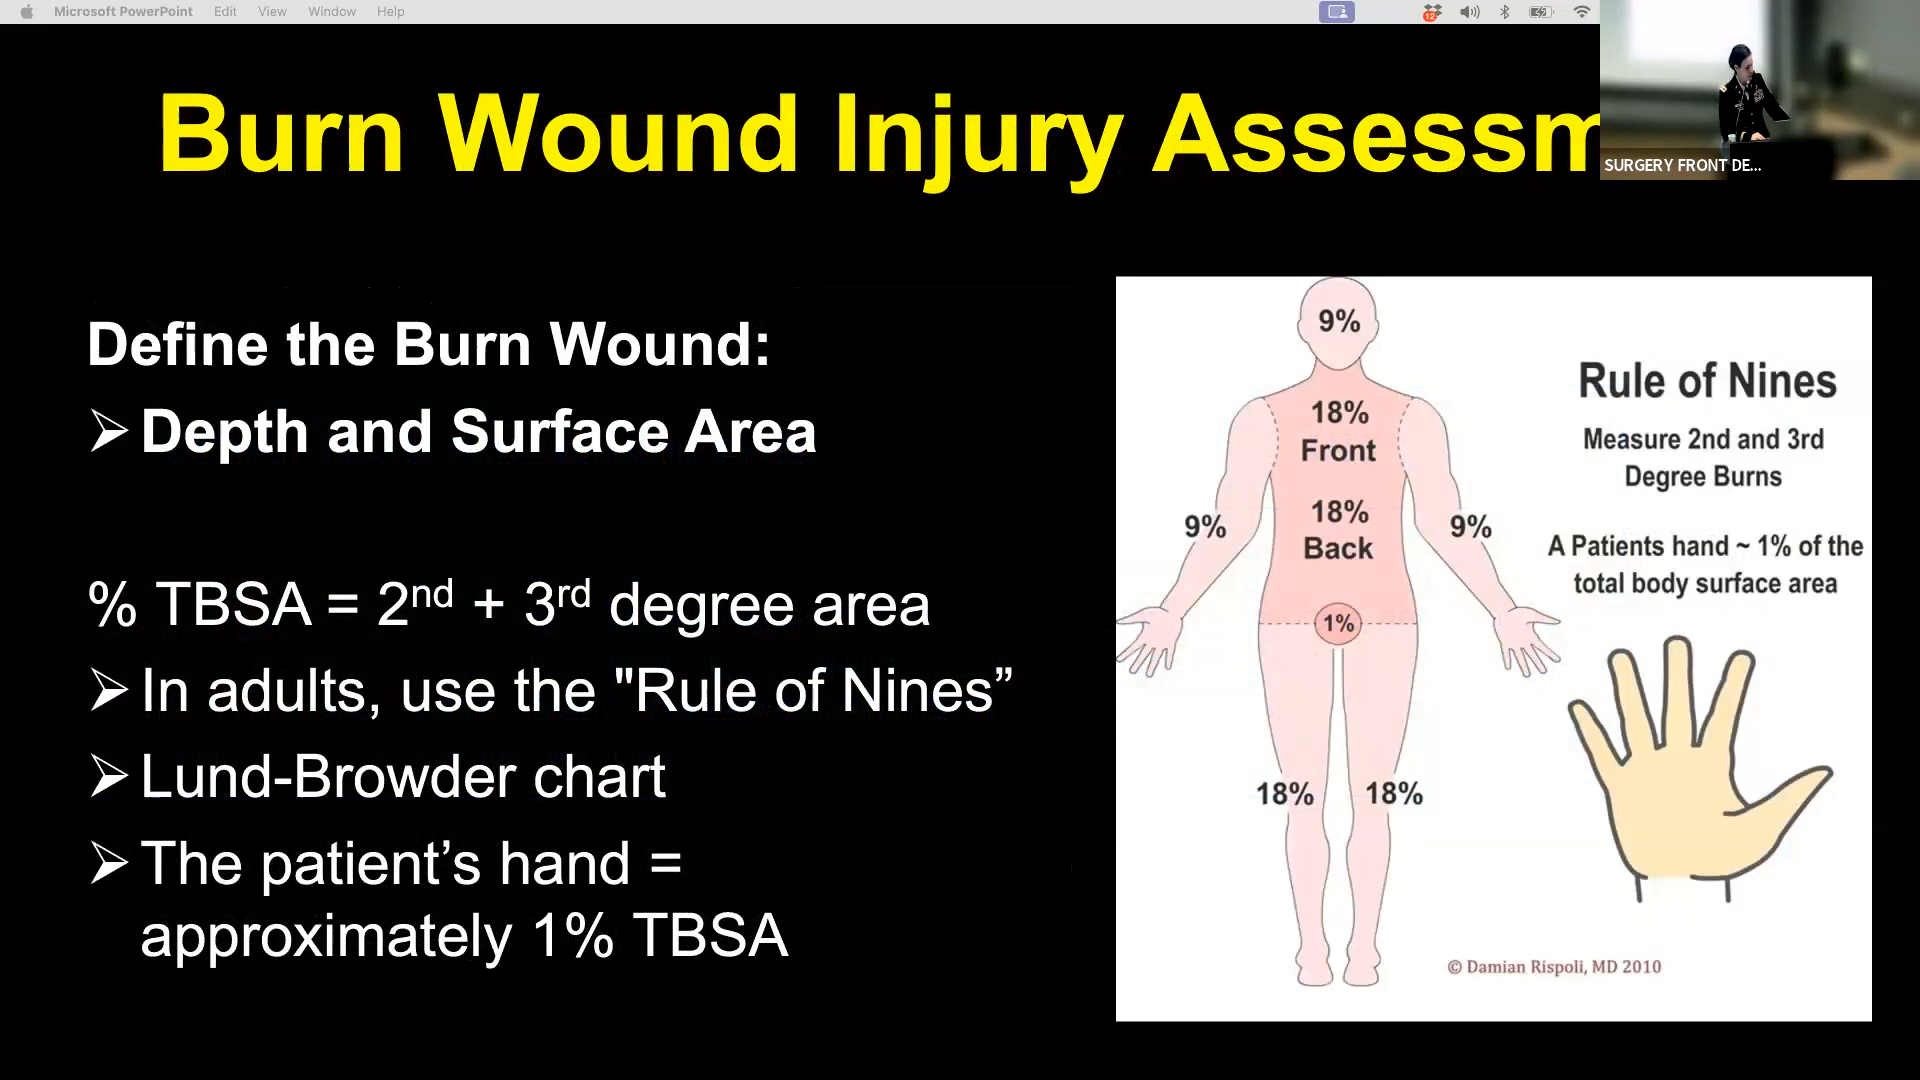 Microsoft PowerPoint Edit View Window Help
12
Burn Wound Injury Assessm
SURGERY FRONT DE...
Define the Burn Wound:
➢ Depth and Surface Area
% TBSA = 2nd + 3rd degree area
➢ In adults, use the "Rule of Nines”
➢ Lund-Browder chart
➢ The patient’s hand =
approximately 1% TBSA
9%
18%
Front
18%
Back
9%
9%
1%
18%
18%
Rule of Nines
Measure 2nd and 3rd
Degree Burns
A Patients hand ~ 1% of the
total body surface area
© Damian Rispoli, MD 2010